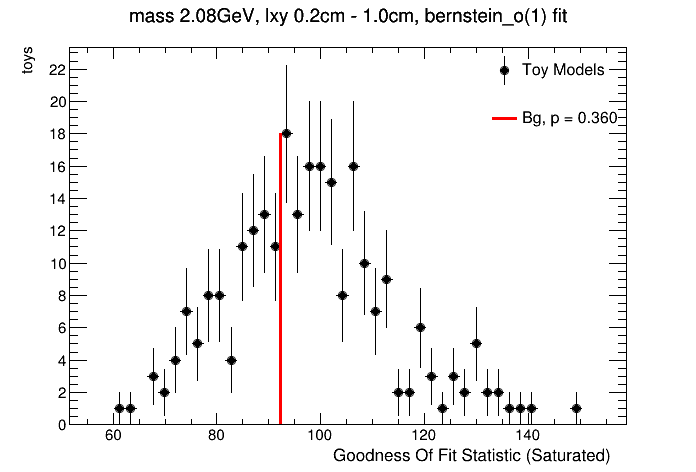 mass 2.08GeV, lxy 0.2cm - 1.0cm, bernstein_o(1) fit
toys
22
20
18
16
14
12
10
8
6
4
2
0
Toy Models
Bg, p = 0.360
60 80 100 120 140
Goodness Of Fit Statistic (Saturated)